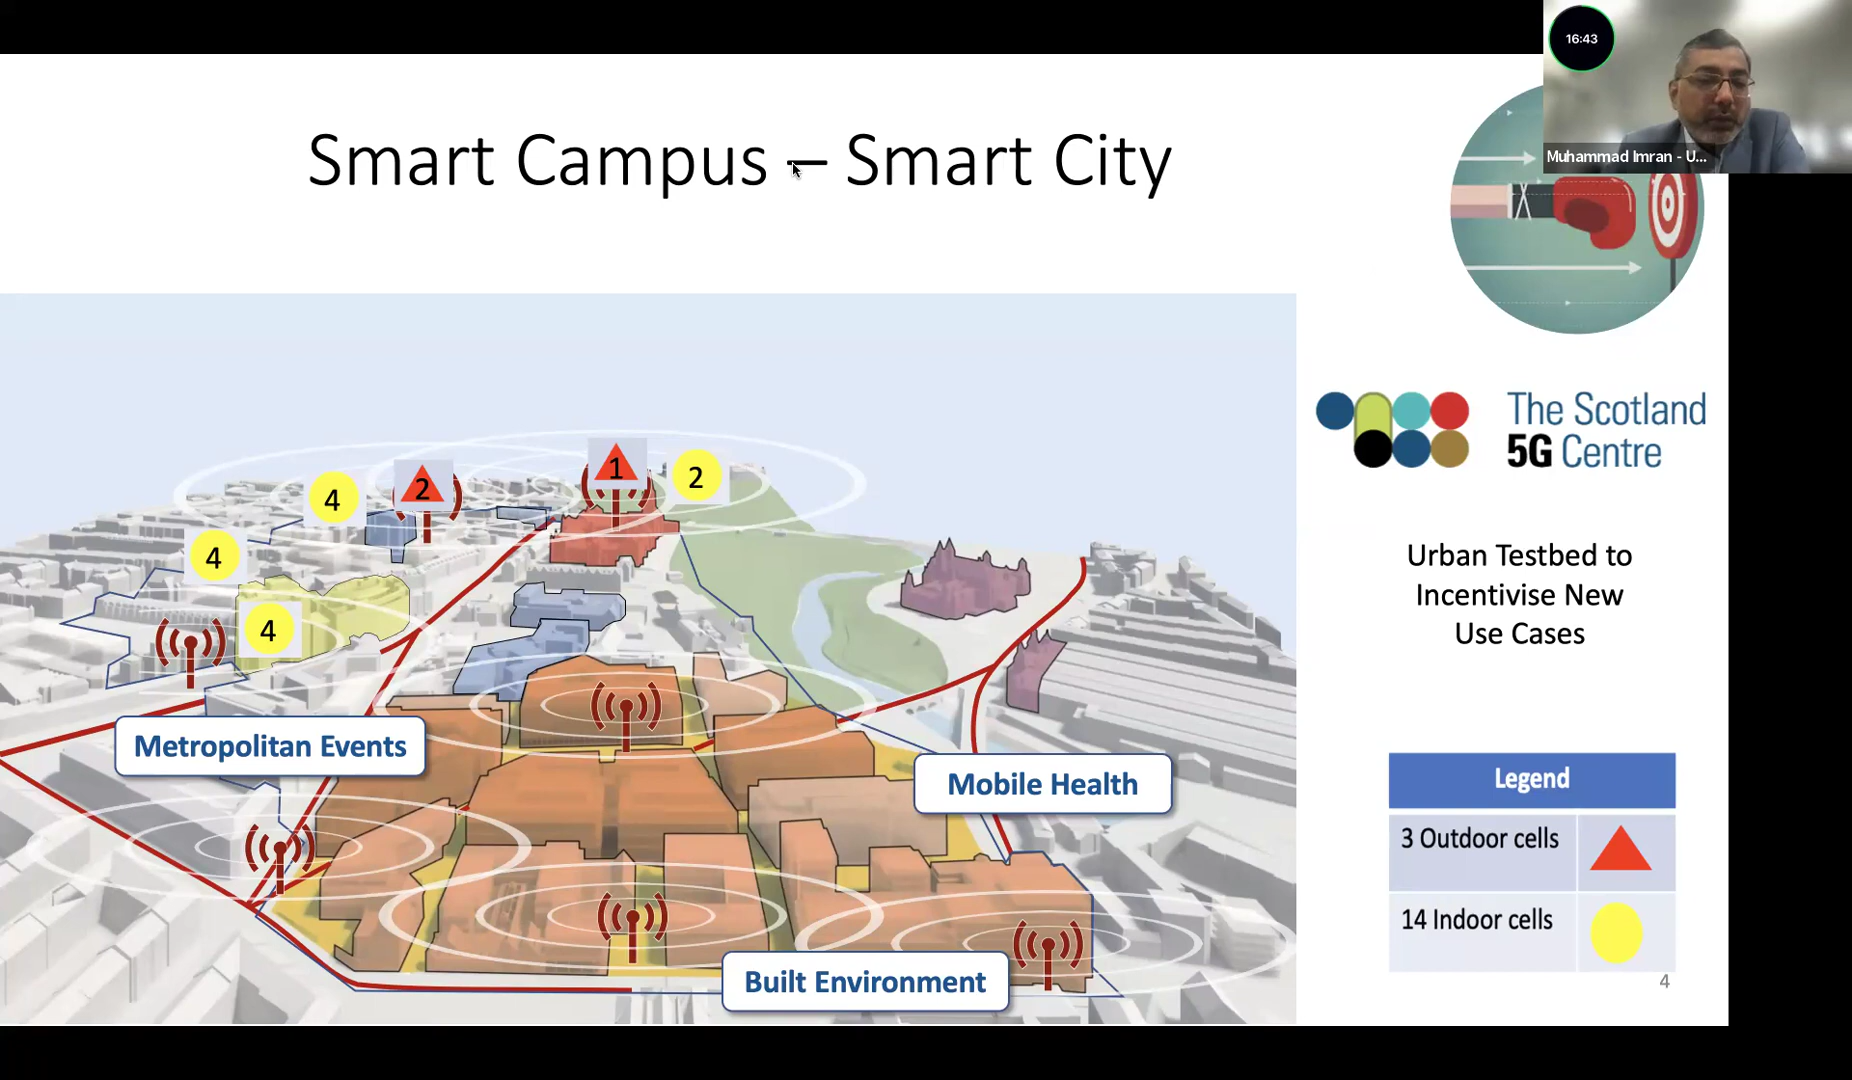 16:43
Muhammad Imran - U...
Smart Campus – Smart City
The Scotland
5G Centre
Urban Testbed to
Incentivise New
Use Cases
1
2
2
4
4
4
Metropolitan Events
Mobile Health
Built Environment
Legend
3 Outdoor cells
14 Indoor cells
4